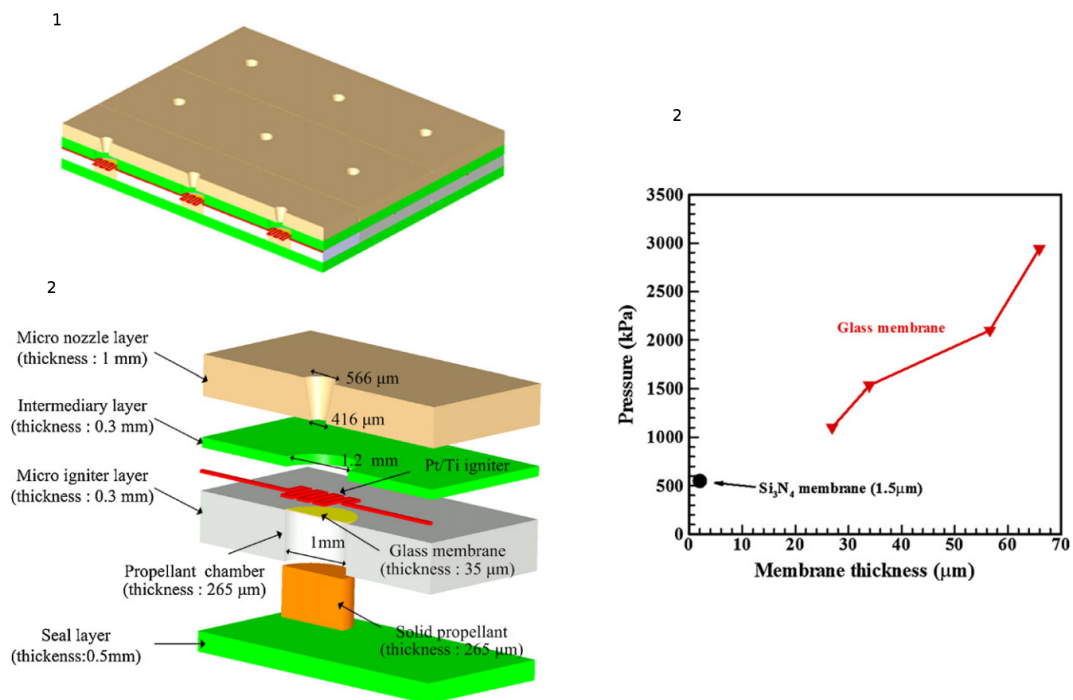 1
2
Micro nozzle layer
(thickness : 1 mm)
566 μm
Intermediary layer
(thickness : 0.3 mm)
416μm
1.2 mm
Pt/Ti igniter
Micro igniter layer
(thickness : 0.3 mm)
1mm
Glass membrane
(thickness : 35 μm)
Propellant chamber
(thickness : 265 μm)
Solid propellant
(thickness : 265 μm)
Seal layer
(thickenss:0.5mm)
2
3500
3000
2500
2000
1500
1000
500
0
Pressure (kPa)
Glass membrane
Si₃N₄ membrane (1.5μm)
0 10 20 30 40 50 60 70
Membrane thickness (μm)